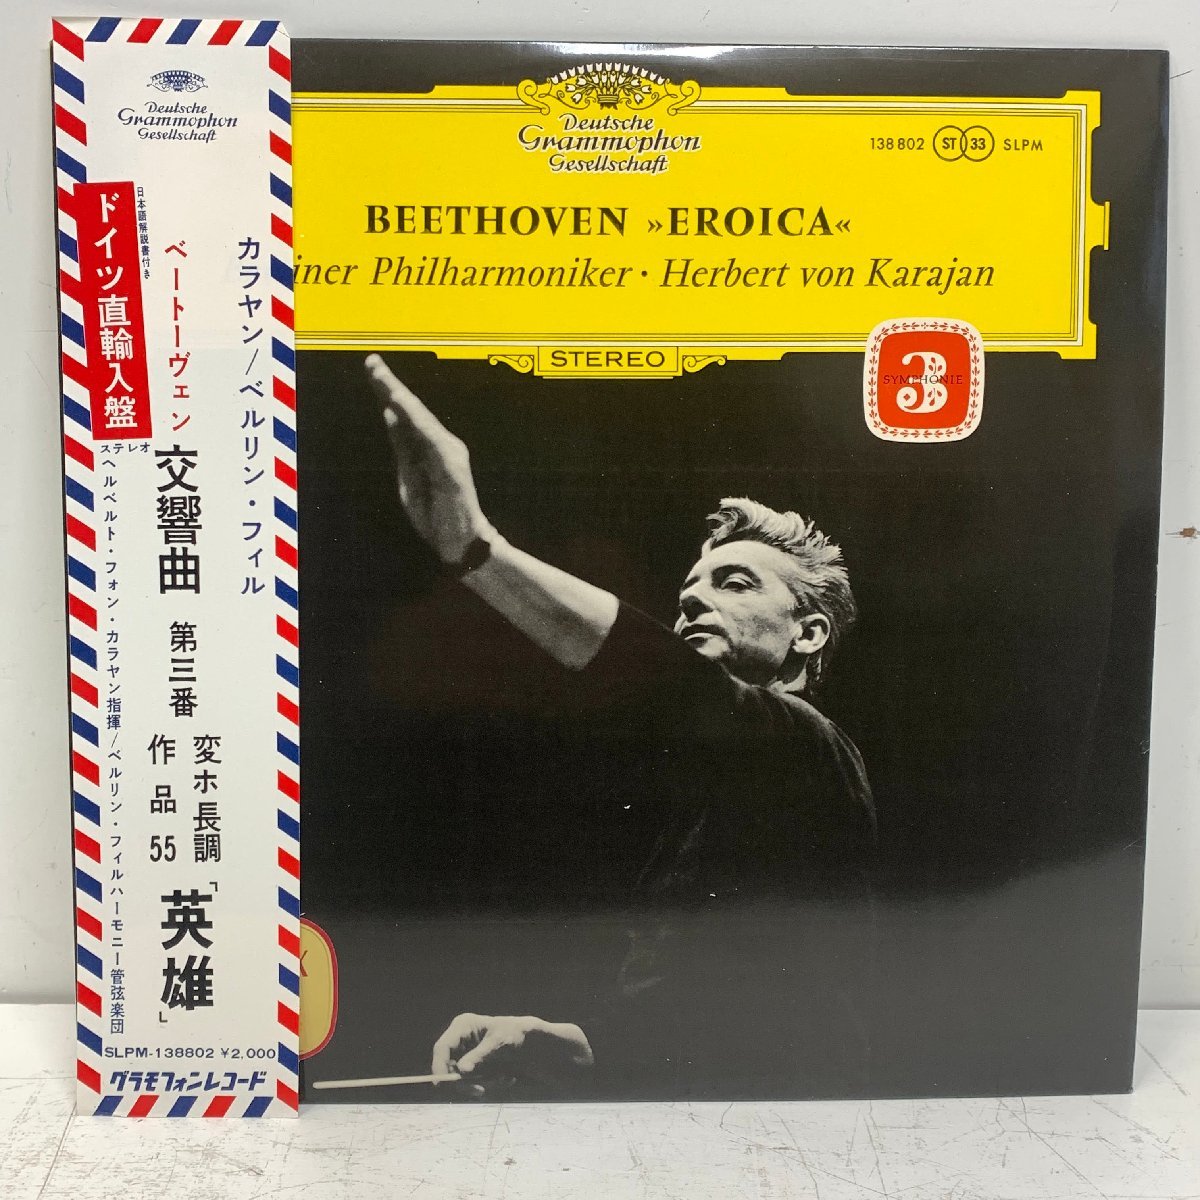 Deutsche
Grammophon
Gesellschaft
日本語解説書付き
ドイツ直輸入盤
カラヤン/ベルリン・フィル
ベートーヴェン
交響曲 第三番
変ホ長調
作品55
「英雄」
ステレオ
ヘルベルト・フォン・カラヤン指揮/ベルリン・フィルハーモニー管弦楽団
SLPM-138802 ¥2,000
グラモフォンレコード
Deutsche
Grammophon
Gesellschaft
138 802 ST 33 SLPM
BEETHOVEN »EROICA«
iner Philharmoniker · Herbert von Karajan
STEREO
3
SYMPHONIE